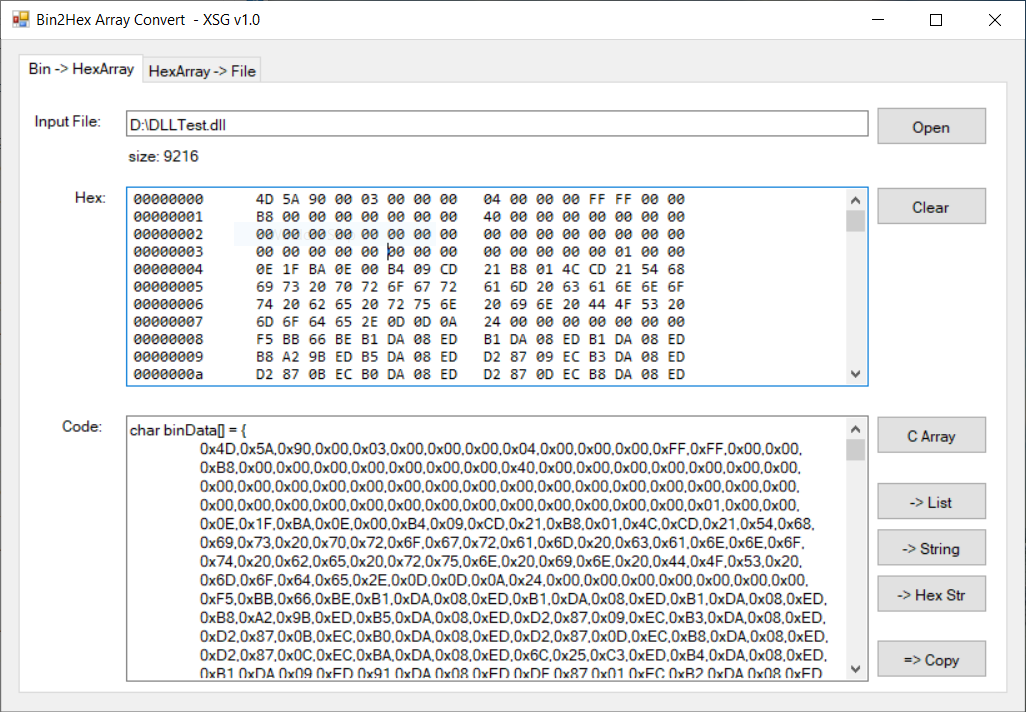 Bin2Hex Array Convert - XSG v1.0
Bin -> HexArray HexArray -> File
Input File: D:\DLLTest.dll Open
size: 9216
Hex: Clear
00000000 4D 5A 90 00 03 00 00 00 04 00 00 00 FF FF 00 00
00000001 B8 00 00 00 00 00 00 00 40 00 00 00 00 00 00 00
00000002 00 00 00 00 00 00 00 00 00 00 00 00 00 00 00 00
00000003 00 00 00 00 00 00 00 00 00 00 00 00 00 01 00 00
00000004 0E 1F BA 0E 00 B4 09 CD 21 B8 01 4C CD 21 54 68
00000005 69 73 20 70 72 6F 67 72 61 6D 20 63 61 6E 6E 6F
00000006 74 20 62 65 20 72 75 6E 20 69 6E 20 44 4F 53 20
00000007 6D 6F 64 65 2E 0D 0D 0A 24 00 00 00 00 00 00 00
00000008 F5 BB 66 BE B1 DA 08 ED B1 DA 08 ED B1 DA 08 ED
00000009 B8 A2 9B ED B5 DA 08 ED D2 87 09 EC B3 DA 08 ED
0000000a D2 87 0B EC B0 DA 08 ED D2 87 0D EC B8 DA 08 ED
Code:
char binData[] = {
0x4D,0x5A,0x90,0x00,0x03,0x00,0x00,0x00,0x04,0x00,0x00,0x00,0xFF,0xFF,0x00,0x00,
0xB8,0x00,0x00,0x00,0x00,0x00,0x00,0x00,0x40,0x00,0x00,0x00,0x00,0x00,0x00,0x00,
0x00,0x00,0x00,0x00,0x00,0x00,0x00,0x00,0x00,0x00,0x00,0x00,0x00,0x00,0x00,0x00,
0x00,0x00,0x00,0x00,0x00,0x00,0x00,0x00,0x00,0x00,0x00,0x00,0x00,0x01,0x00,0x00,
0x0E,0x1F,0xBA,0x0E,0x00,0xB4,0x09,0xCD,0x21,0xB8,0x01,0x4C,0xCD,0x21,0x54,0x68,
0x69,0x73,0x20,0x70,0x72,0x6F,0x67,0x72,0x61,0x6D,0x20,0x63,0x61,0x6E,0x6E,0x6F,
0x74,0x20,0x62,0x65,0x20,0x72,0x75,0x6E,0x20,0x69,0x6E,0x20,0x44,0x4F,0x53,0x20,
0x6D,0x6F,0x64,0x65,0x2E,0x0D,0x0D,0x0A,0x24,0x00,0x00,0x00,0x00,0x00,0x00,0x00,
0xF5,0xBB,0x66,0xBE,0xB1,0xDA,0x08,0xED,0xB1,0xDA,0x08,0xED,0xB1,0xDA,0x08,0xED,
0xB8,0xA2,0x9B,0xED,0xB5,0xDA,0x08,0xED,0xD2,0x87,0x09,0xEC,0xB3,0xDA,0x08,0xED,
0xD2,0x87,0x0B,0xEC,0xB0,0xDA,0x08,0xED,0xD2,0x87,0x0D,0xEC,0xB8,0xDA,0x08,0xED,
0xD2,0x87,0x0C,0xEC,0xBA,0xDA,0x08,0xED,0x6C,0x25,0xC3,0xED,0xB4,0xDA,0x08,0xED,
0xB1,0xDA,0x09,0xED,0x91,0xDA,0x08,0xED,0xDF,0x87,0x01,0xEC,0xB2,0xDA,0x08,0xED
C Array
-> List
-> String
-> Hex Str
=> Copy